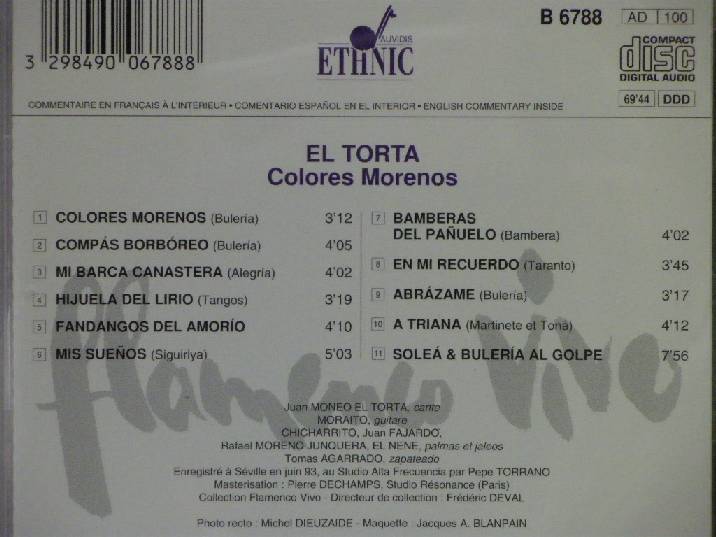 3 298490 067888
AUVIDIS
ETHNIC
B 6788
AD 100
COMPACT
disc
DIGITAL AUDIO
69'44 DDD
COMMENTAIRE EN FRANÇAIS À L'INTERIEUR • COMENTARIO ESPAÑOL EN EL INTERIOR • ENGLISH COMMENTARY INSIDE
EL TORTA
Colores Morenos
1 COLORES MORENOS (Bulería) 3'12
2 COMPÁS BORBÓREO (Bulería) 4'05
3 MI BARCA CANASTERA (Alegría) 4'02
4 HIJUELA DEL LIRIO (Tangos) 3'19
5 FANDANGOS DEL AMORÍO 4'10
6 MIS SUEÑOS (Siguiriya) 5'03
7 BAMBERAS
DEL PAÑUELO (Bambera) 4'02
8 EN MI RECUERDO (Taranto) 3'45
9 ABRÁZAME (Bulería) 3'17
10 A TRIANA (Martinete et Toná) 4'12
11 SOLEÁ & BULERÍA AL GOLPE 7'56
flamenco vivo
Juan MONEO EL TORTA, cante
MORAITO, guitare
CHICHARRITO, Juan FAJARDO,
Rafael MORENO JUNQUERA, EL NENE, palmas et jaleos
Tomas AGARRADO, zapateado
Enregistré à Séville en juin 93, au Studio Alta Frecuencia par Pepe TORRANO
Masterisation : Pierre DECHAMPS, Studio Résonance (Paris)
Collection Flamenco Vivo - Directeur de collection : Frédéric DEVAL
Photo recto : Michel DIEUZAIDE - Maquette : Jacques A. BLANPAIN